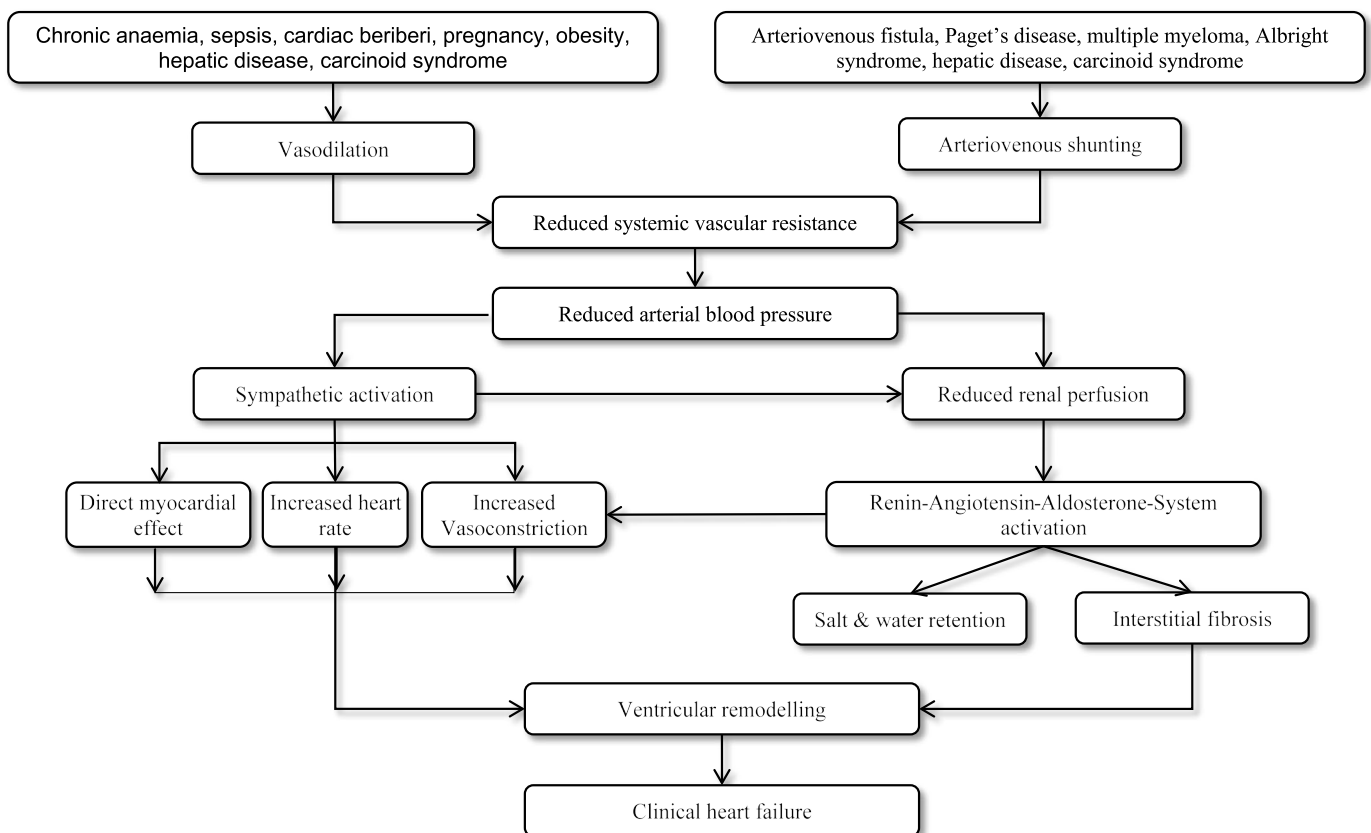 Chronic anaemia, sepsis, cardiac beriberi, pregnancy, obesity,
hepatic disease, carcinoid syndrome
Arteriovenous fistula, Paget’s disease, multiple myeloma, Albright
syndrome, hepatic disease, carcinoid syndrome
Vasodilation
Arteriovenous shunting
Reduced systemic vascular resistance
Reduced arterial blood pressure
Sympathetic activation
Reduced renal perfusion
Direct myocardial
effect
Increased heart
rate
Increased
Vasoconstriction
Renin-Angiotensin-Aldosterone-System
activation
Salt & water retention
Interstitial fibrosis
Ventricular remodelling
Clinical heart failure